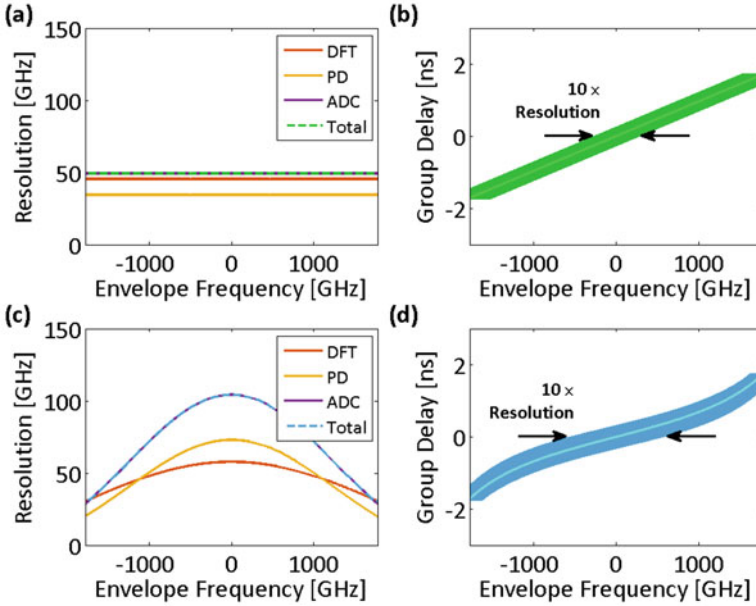 (a)
150
100
50
0
Resolution [GHz]
DFT
PD
ADC
Total
-1000
0
1000
Envelope Frequency [GHz]
(b)
2
0
-2
Group Delay [ns]
10 ×
Resolution
-1000
0
1000
Envelope Frequency [GHz]
(c)
150
100
50
0
Resolution [GHz]
DFT
PD
ADC
Total
-1000
0
1000
Envelope Frequency [GHz]
(d)
2
0
-2
Group Delay [ns]
10 ×
Resolution
-1000
0
1000
Envelope Frequency [GHz]